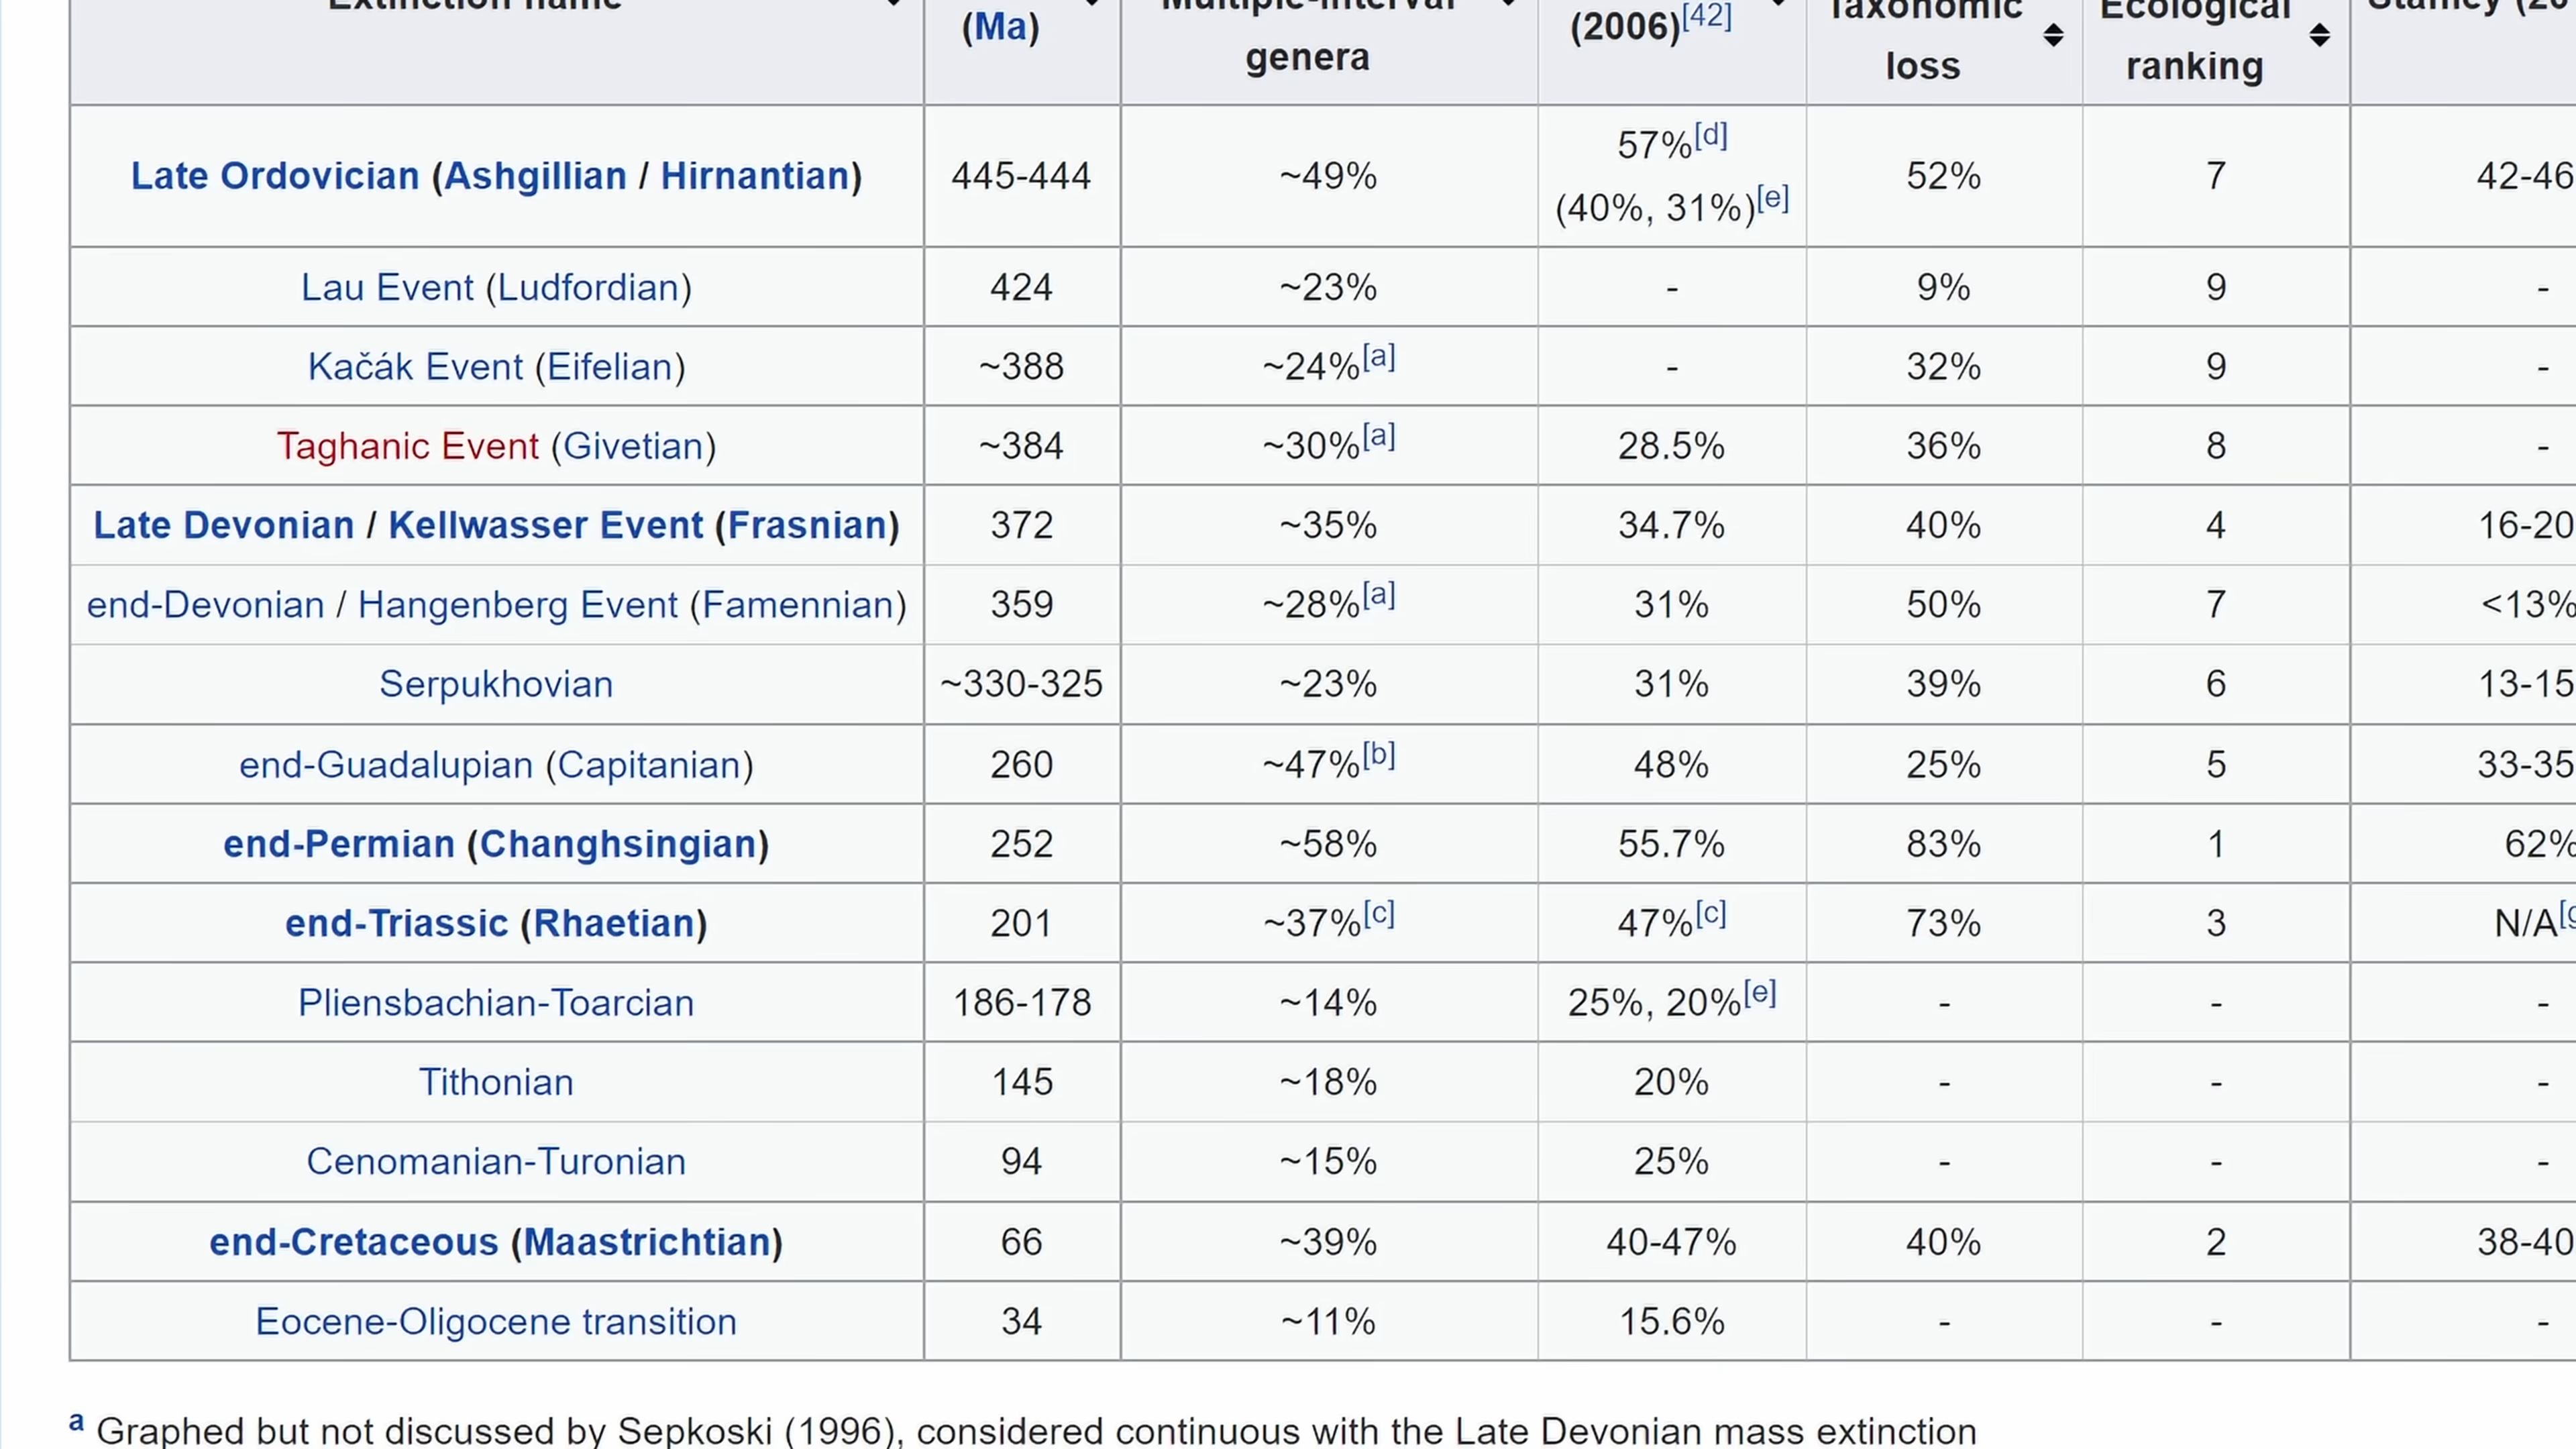 Extinction name (Ma) Multiple-interval genera (2006)[42] Taxonomic loss Ecological ranking Stanley (20
Late Ordovician (Ashgillian / Hirnantian) 445-444 ~49% 57%[d] (40%, 31%)[e] 52% 7 42-46
Lau Event (Ludfordian) 424 ~23% - 9% 9 -
Kačák Event (Eifelian) ~388 ~24%[a] - 32% 9 -
Taghanic Event (Givetian) ~384 ~30%[a] 28.5% 36% 8 -
Late Devonian / Kellwasser Event (Frasnian) 372 ~35% 34.7% 40% 4 16-20
end-Devonian / Hangenberg Event (Famennian) 359 ~28%[a] 31% 50% 7 <13%
Serpukhovian ~330-325 ~23% 31% 39% 6 13-15
end-Guadalupian (Capitanian) 260 ~47%[b] 48% 25% 5 33-35
end-Permian (Changhsingian) 252 ~58% 55.7% 83% 1 62%
end-Triassic (Rhaetian) 201 ~37%[c] 47%[c] 73% 3 N/A[g
Pliensbachian-Toarcian 186-178 ~14% 25%, 20%[e] - - -
Tithonian 145 ~18% 20% - - -
Cenomanian-Turonian 94 ~15% 25% - - -
end-Cretaceous (Maastrichtian) 66 ~39% 40-47% 40% 2 38-40
Eocene-Oligocene transition 34 ~11% 15.6% - - -
a Graphed but not discussed by Sepkoski (1996), considered continuous with the Late Devonian mass extinction